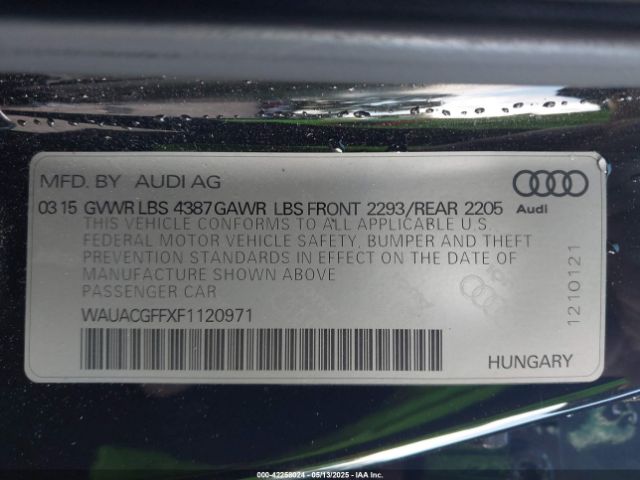 MFD. BY AUDI AG
03 15 GVWR LBS 4387 GAWR LBS FRONT 2293/REAR 2205
Audi
THIS VEHICLE CONFORMS TO ALL APPLICABLE U.S.
FEDERAL MOTOR VEHICLE SAFETY, BUMPER AND THEFT
PREVENTION STANDARDS IN EFFECT ON THE DATE OF
MANUFACTURE SHOWN ABOVE
PASSENGER CAR
WAUACGFFXF1120971
1210121
HUNGARY
000-42258024 - 05/13/2025 - IAA Inc.